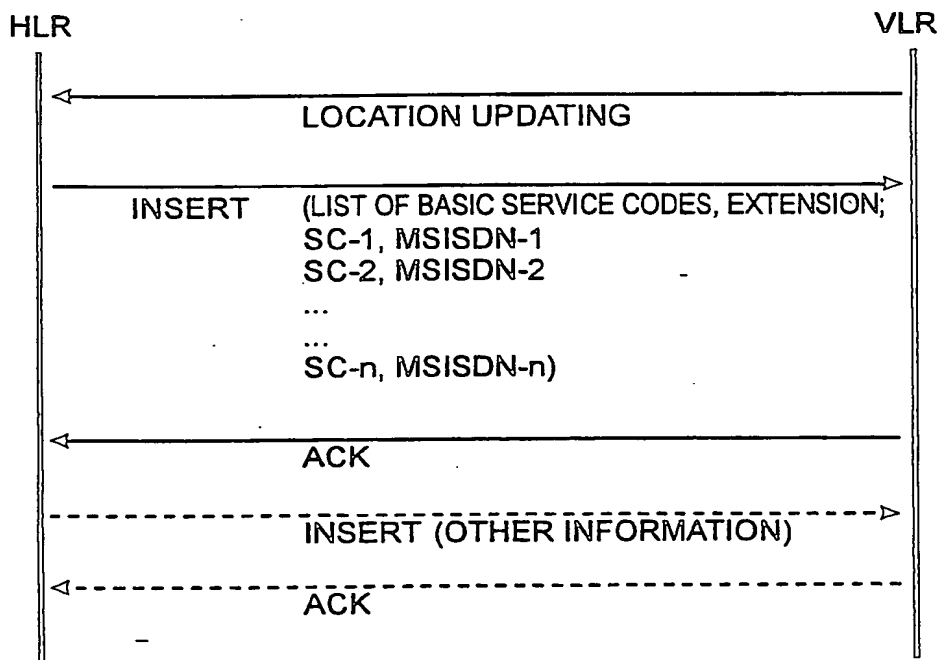 HLR VLR
LOCATION UPDATING
INSERT (LIST OF BASIC SERVICE CODES, EXTENSION;
SC-1, MSISDN-1
SC-2, MSISDN-2
...
...
SC-n, MSISDN-n)
ACK
INSERT (OTHER INFORMATION)
ACK